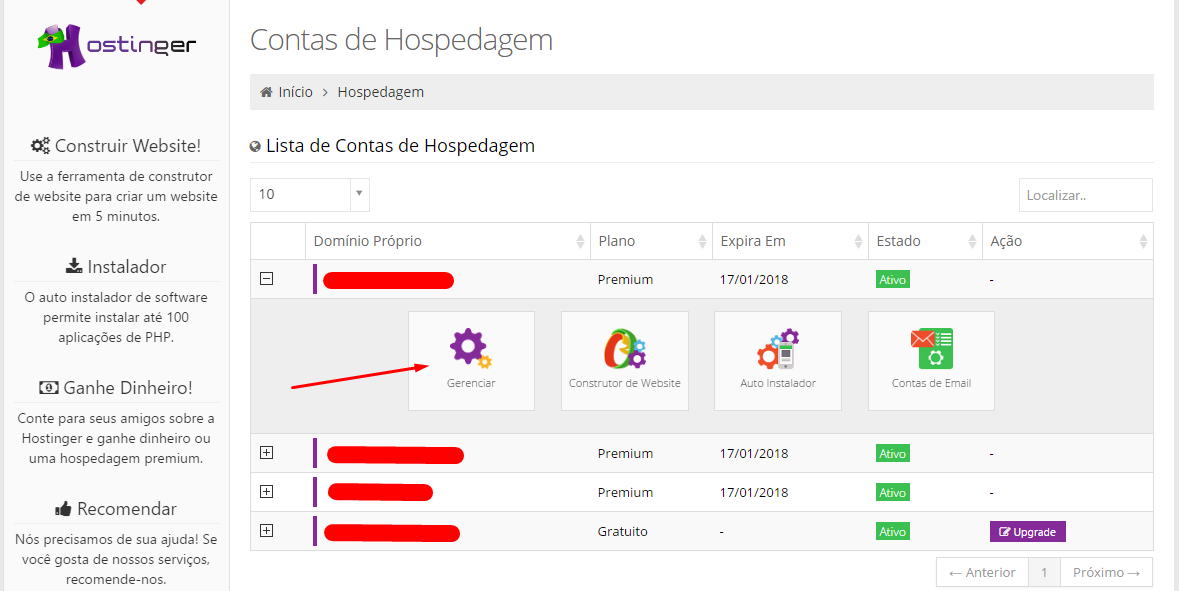 Hostinger
Construir Website!
Use a ferramenta de construtor
de website para criar um website
em 5 minutos.
Instalador
O auto instalador de software
permite instalar até 100
aplicações de PHP.
Ganhe Dinheiro!
Conte para seus amigos sobre a
Hostinger e ganhe dinheiro ou
uma hospedagem premium.
Recomendar
Nós precisamos de sua ajuda! Se
você gosta de nossos serviços,
recomende-nos.
Contas de Hospedagem
Início > Hospedagem
Lista de Contas de Hospedagem
10 Localizar..
Domínio Próprio Plano Expira Em Estado Ação
Premium 17/01/2018 Ativo -
Gerenciar Construtor de Website Auto Instalador Contas de Email
Premium 17/01/2018 Ativo -
Premium 17/01/2018 Ativo -
Gratuito - Ativo Upgrade
← Anterior 1 Próximo →